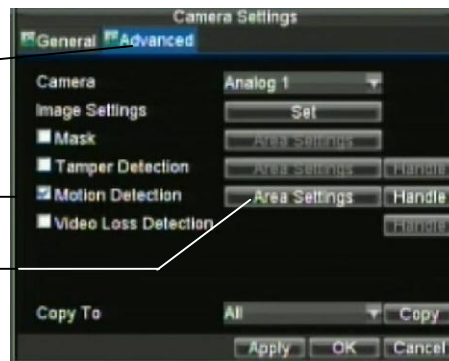 Camera Settings
General Advanced
Camera Analog 1
Image Settings Set
Mask Area Settings
Tamper Detection Area Settings Handle
Motion Detection Area Settings Handle
Video Loss Detection Handle
Copy To All Copy
Apply OK Cancel